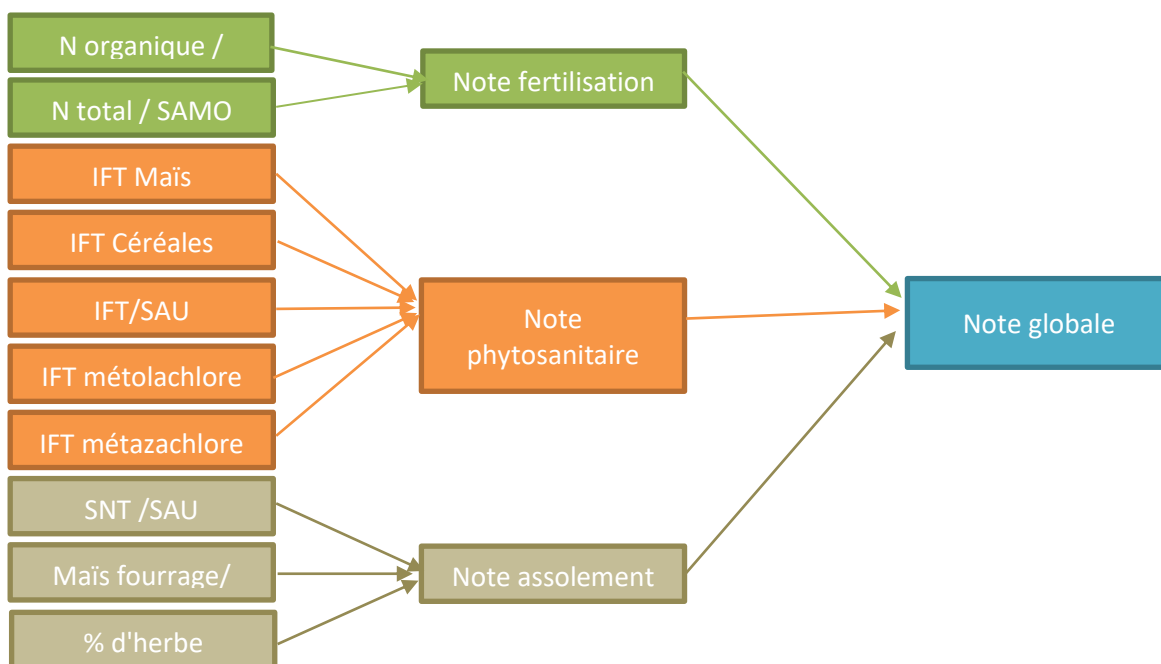 N organique /
N total / SAMO
IFT Maïs
IFT Céréales
IFT/SAU
IFT métolachlore
IFT métazachlore
SNT /SAU
Maïs fourrage/
% d'herbe
Note fertilisation
Note
phytosanitaire
Note assolement
Note globale